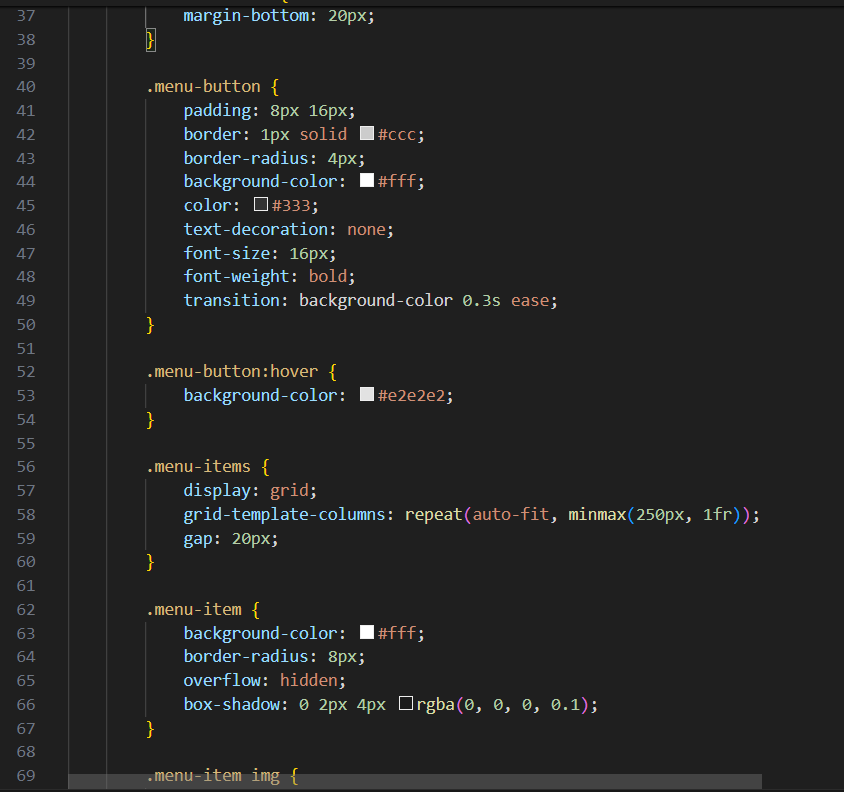 37 margin-bottom: 20px;
38 }
39
40 .menu-button {
41 padding: 8px 16px;
42 border: 1px solid #ccc;
43 border-radius: 4px;
44 background-color: #fff;
45 color: #333;
46 text-decoration: none;
47 font-size: 16px;
48 font-weight: bold;
49 transition: background-color 0.3s ease;
50 }
51
52 .menu-button:hover {
53 background-color: #e2e2e2;
54 }
55
56 .menu-items {
57 display: grid;
58 grid-template-columns: repeat(auto-fit, minmax(250px, 1fr));
59 gap: 20px;
60 }
61
62 .menu-item {
63 background-color: #fff;
64 border-radius: 8px;
65 overflow: hidden;
66 box-shadow: 0 2px 4px rgba(0, 0, 0, 0.1);
67 }
68
69 .menu-item img {